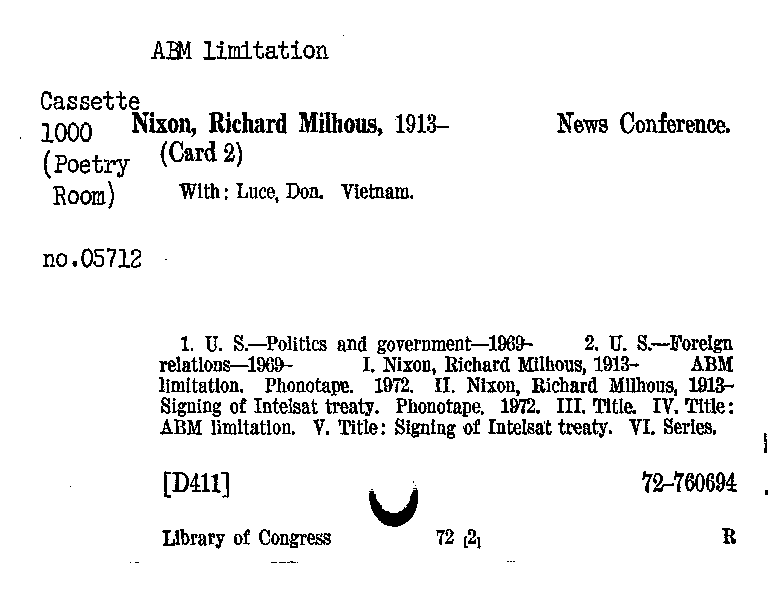 ABM limitation
Cassette
1000 Nixon, Richard Milhous, 1913– News Conference.
(Poetry (Card 2)
Room) With: Luce, Don. Vietnam.
no.05712
1. U. S.—Politics and government—1969– 2. U. S.—Foreign
relations—1969– I. Nixon, Richard Milhous, 1913– ABM
limitation. Phonotape. 1972. II. Nixon, Richard Milhous, 1913–
Signing of Intelsat treaty. Phonotape. 1972. III. Title. IV. Title:
ABM limitation. V. Title: Signing of Intelsat treaty. VI. Series.
[D411] 72–760694
Library of Congress 72 [2] R